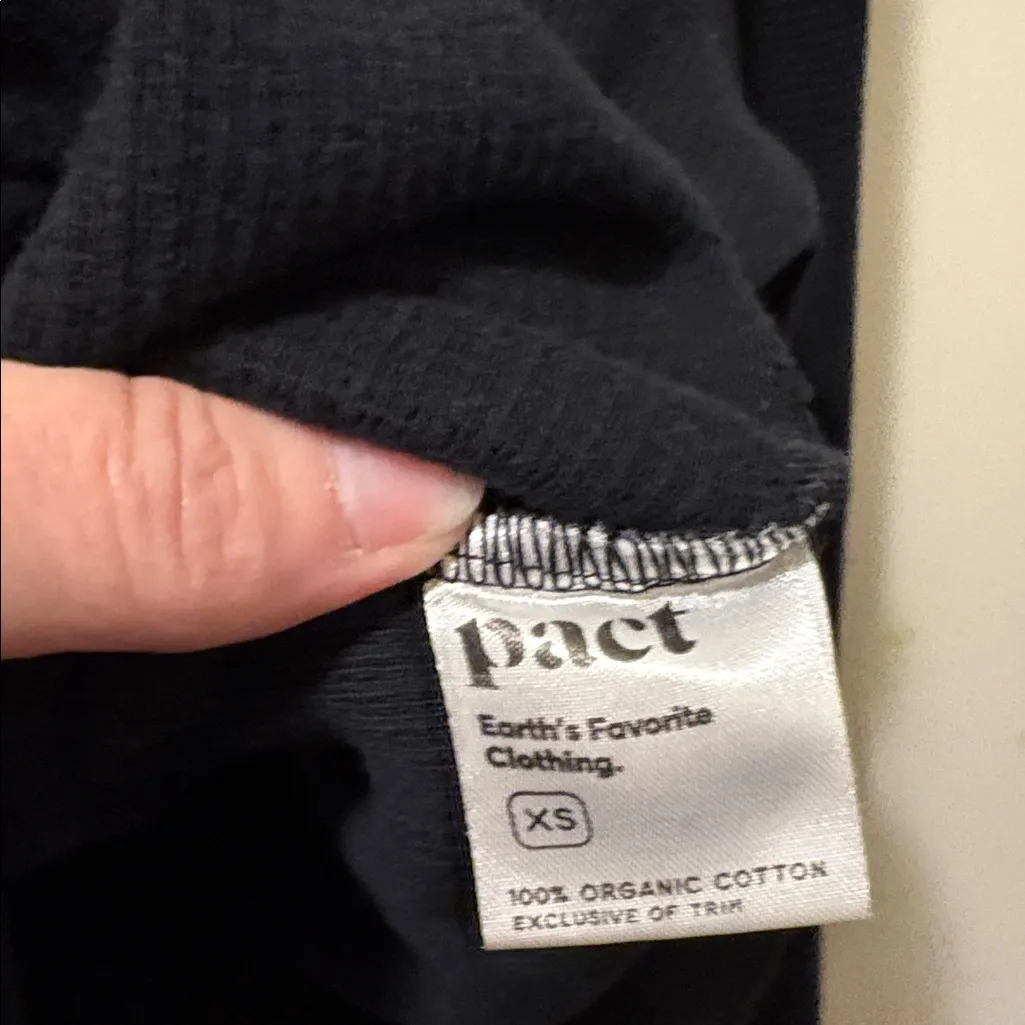 pact
Earth's Favorite
Clothing.
XS
100% ORGANIC COTTON
EXCLUSIVE OF TRIM